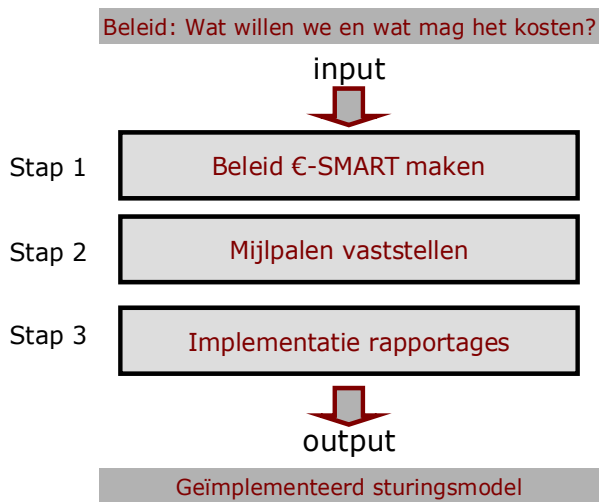 Beleid: Wat willen we en wat mag het kosten?
input
Stap 1
Beleid €-SMART maken
Stap 2
Mijlpalen vaststellen
Stap 3
Implementatie rapportages
output
Geïmplementeerd sturingsmodel